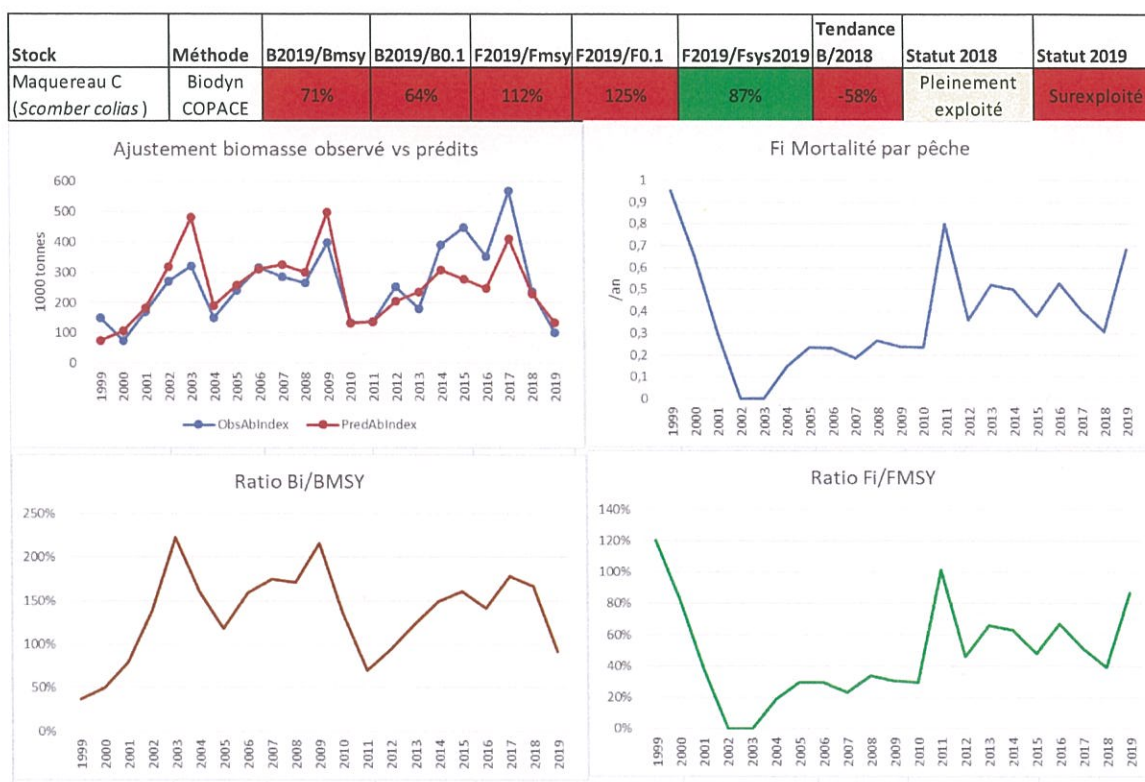 Stock Méthode B2019/Bmsy B2019/B0.1 F2019/Fmsy F2019/F0.1 F2019/Fsys2019 Tendance B/2018 Statut 2018 Statut 2019
Maquereau C (Scomber colias) Biodyn COPACE 71% 64% 112% 125% 87% -58% Pleinement exploité Surexploité
Ajustement biomasse observé vs prédits
1000 tonnes
600
500
400
300
200
100
0
1999 2000 2001 2002 2003 2004 2005 2006 2007 2008 2009 2010 2011 2012 2013 2014 2015 2016 2017 2018 2019
ObsAbIndex PredAbIndex
Fi Mortalité par pêche
/an
1
0,9
0,8
0,7
0,6
0,5
0,4
0,3
0,2
0,1
0
1999 2000 2001 2002 2003 2004 2005 2006 2007 2008 2009 2010 2011 2012 2013 2014 2015 2016 2017 2018 2019
Ratio Bi/BMSY
250%
200%
150%
100%
50%
0%
1999 2000 2001 2002 2003 2004 2005 2006 2007 2008 2009 2010 2011 2012 2013 2014 2015 2016 2017 2018 2019
Ratio Fi/FMSY
140%
120%
100%
80%
60%
40%
20%
0%
1999 2000 2001 2002 2003 2004 2005 2006 2007 2008 2009 2010 2011 2012 2013 2014 2015 2016 2017 2018 2019